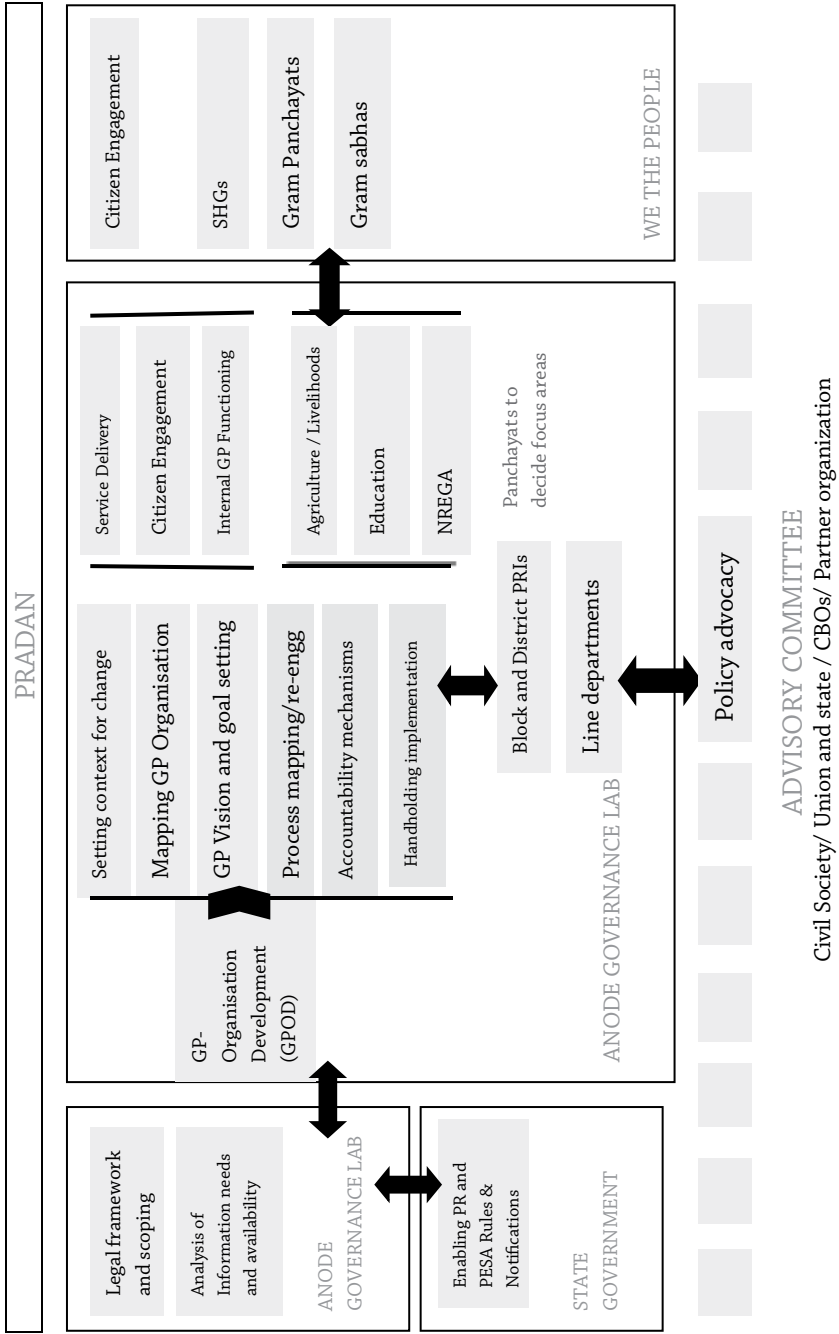 PRADAN
Legal framework
and scoping
Analysis of
Information needs
and availability
ANODE
GOVERNANCE LAB
Enabling PR and
PESA Rules &
Notifications
STATE
GOVERNMENT
GP-
Organisation
Development
(GPOD)
Setting context for change
Mapping GP Organisation
GP Vision and goal setting
Process mapping/re-engg
Accountability mechanisms
Handholding implementation
Service Delivery
Citizen Engagement
Internal GP Functioning
Agriculture / Livelihoods
Education
NREGA
Panchayats to
decide focus areas
Block and District PRIs
Line departments
ANODE GOVERNANCE LAB
Citizen Engagement
SHGs
Gram Panchayats
Gram sabhas
WE THE PEOPLE
Policy advocacy
ADVISORY COMMITTEE
Civil Society/ Union and state / CBOs/ Partner organization